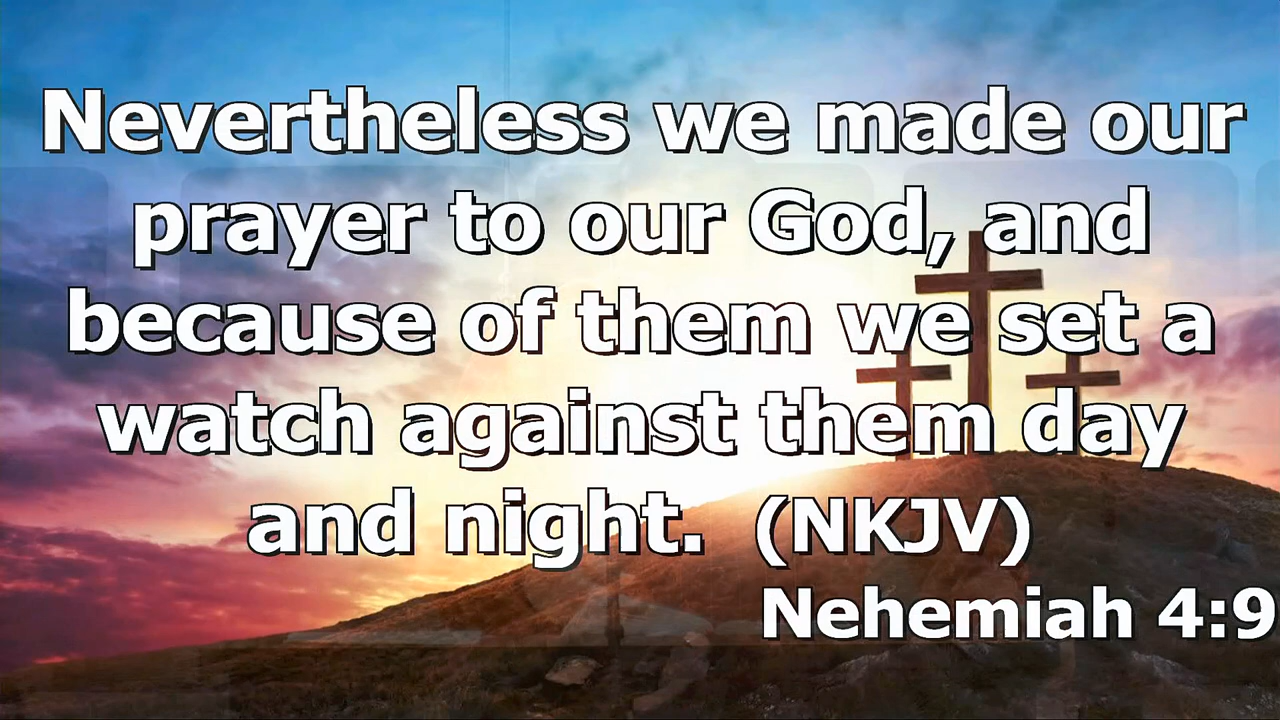 Nevertheless we made our
prayer to our God, and
because of them we set a
watch against them day
and night.  (NKJV)
Nehemiah 4:9